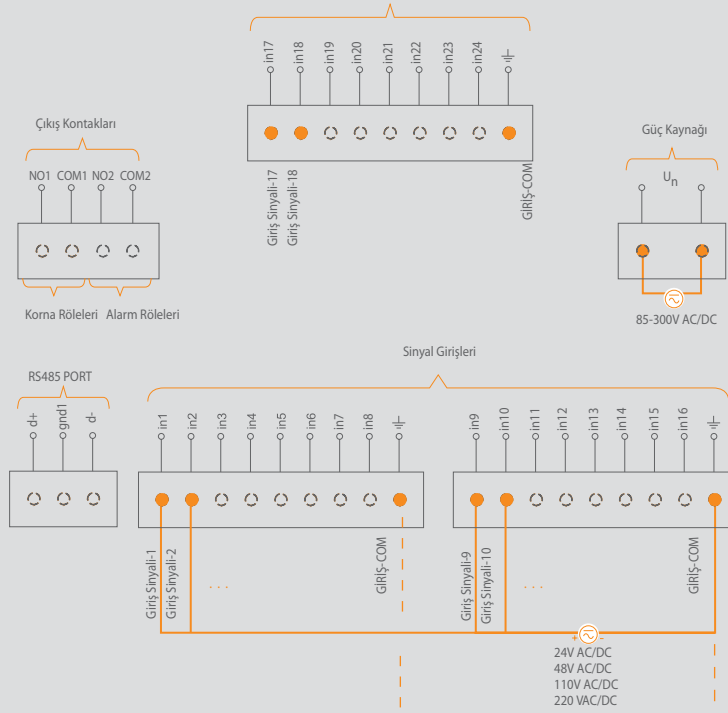 in17 in18 in19 in20 in21 in22 in23 in24
Giriş Sinyali-17
Giriş Sinyali-18
GİRİŞ-COM
Çıkış Kontakları
NO1 COM1 NO2 COM2
Korna Röleleri Alarm Röleleri
Güç Kaynağı
Un
85-300V AC/DC
RS485 PORT
d+ gnd1 d-
Sinyal Girişleri
in1 in2 in3 in4 in5 in6 in7 in8
Giriş Sinyali-1
Giriş Sinyali-2
. . .
GİRİŞ-COM
in9 in10 in11 in12 in13 in14 in15 in16
Giriş Sinyali-9
Giriş Sinyali-10
. . .
GİRİŞ-COM
+ -
24V AC/DC
48V AC/DC
110V AC/DC
220 VAC/DC